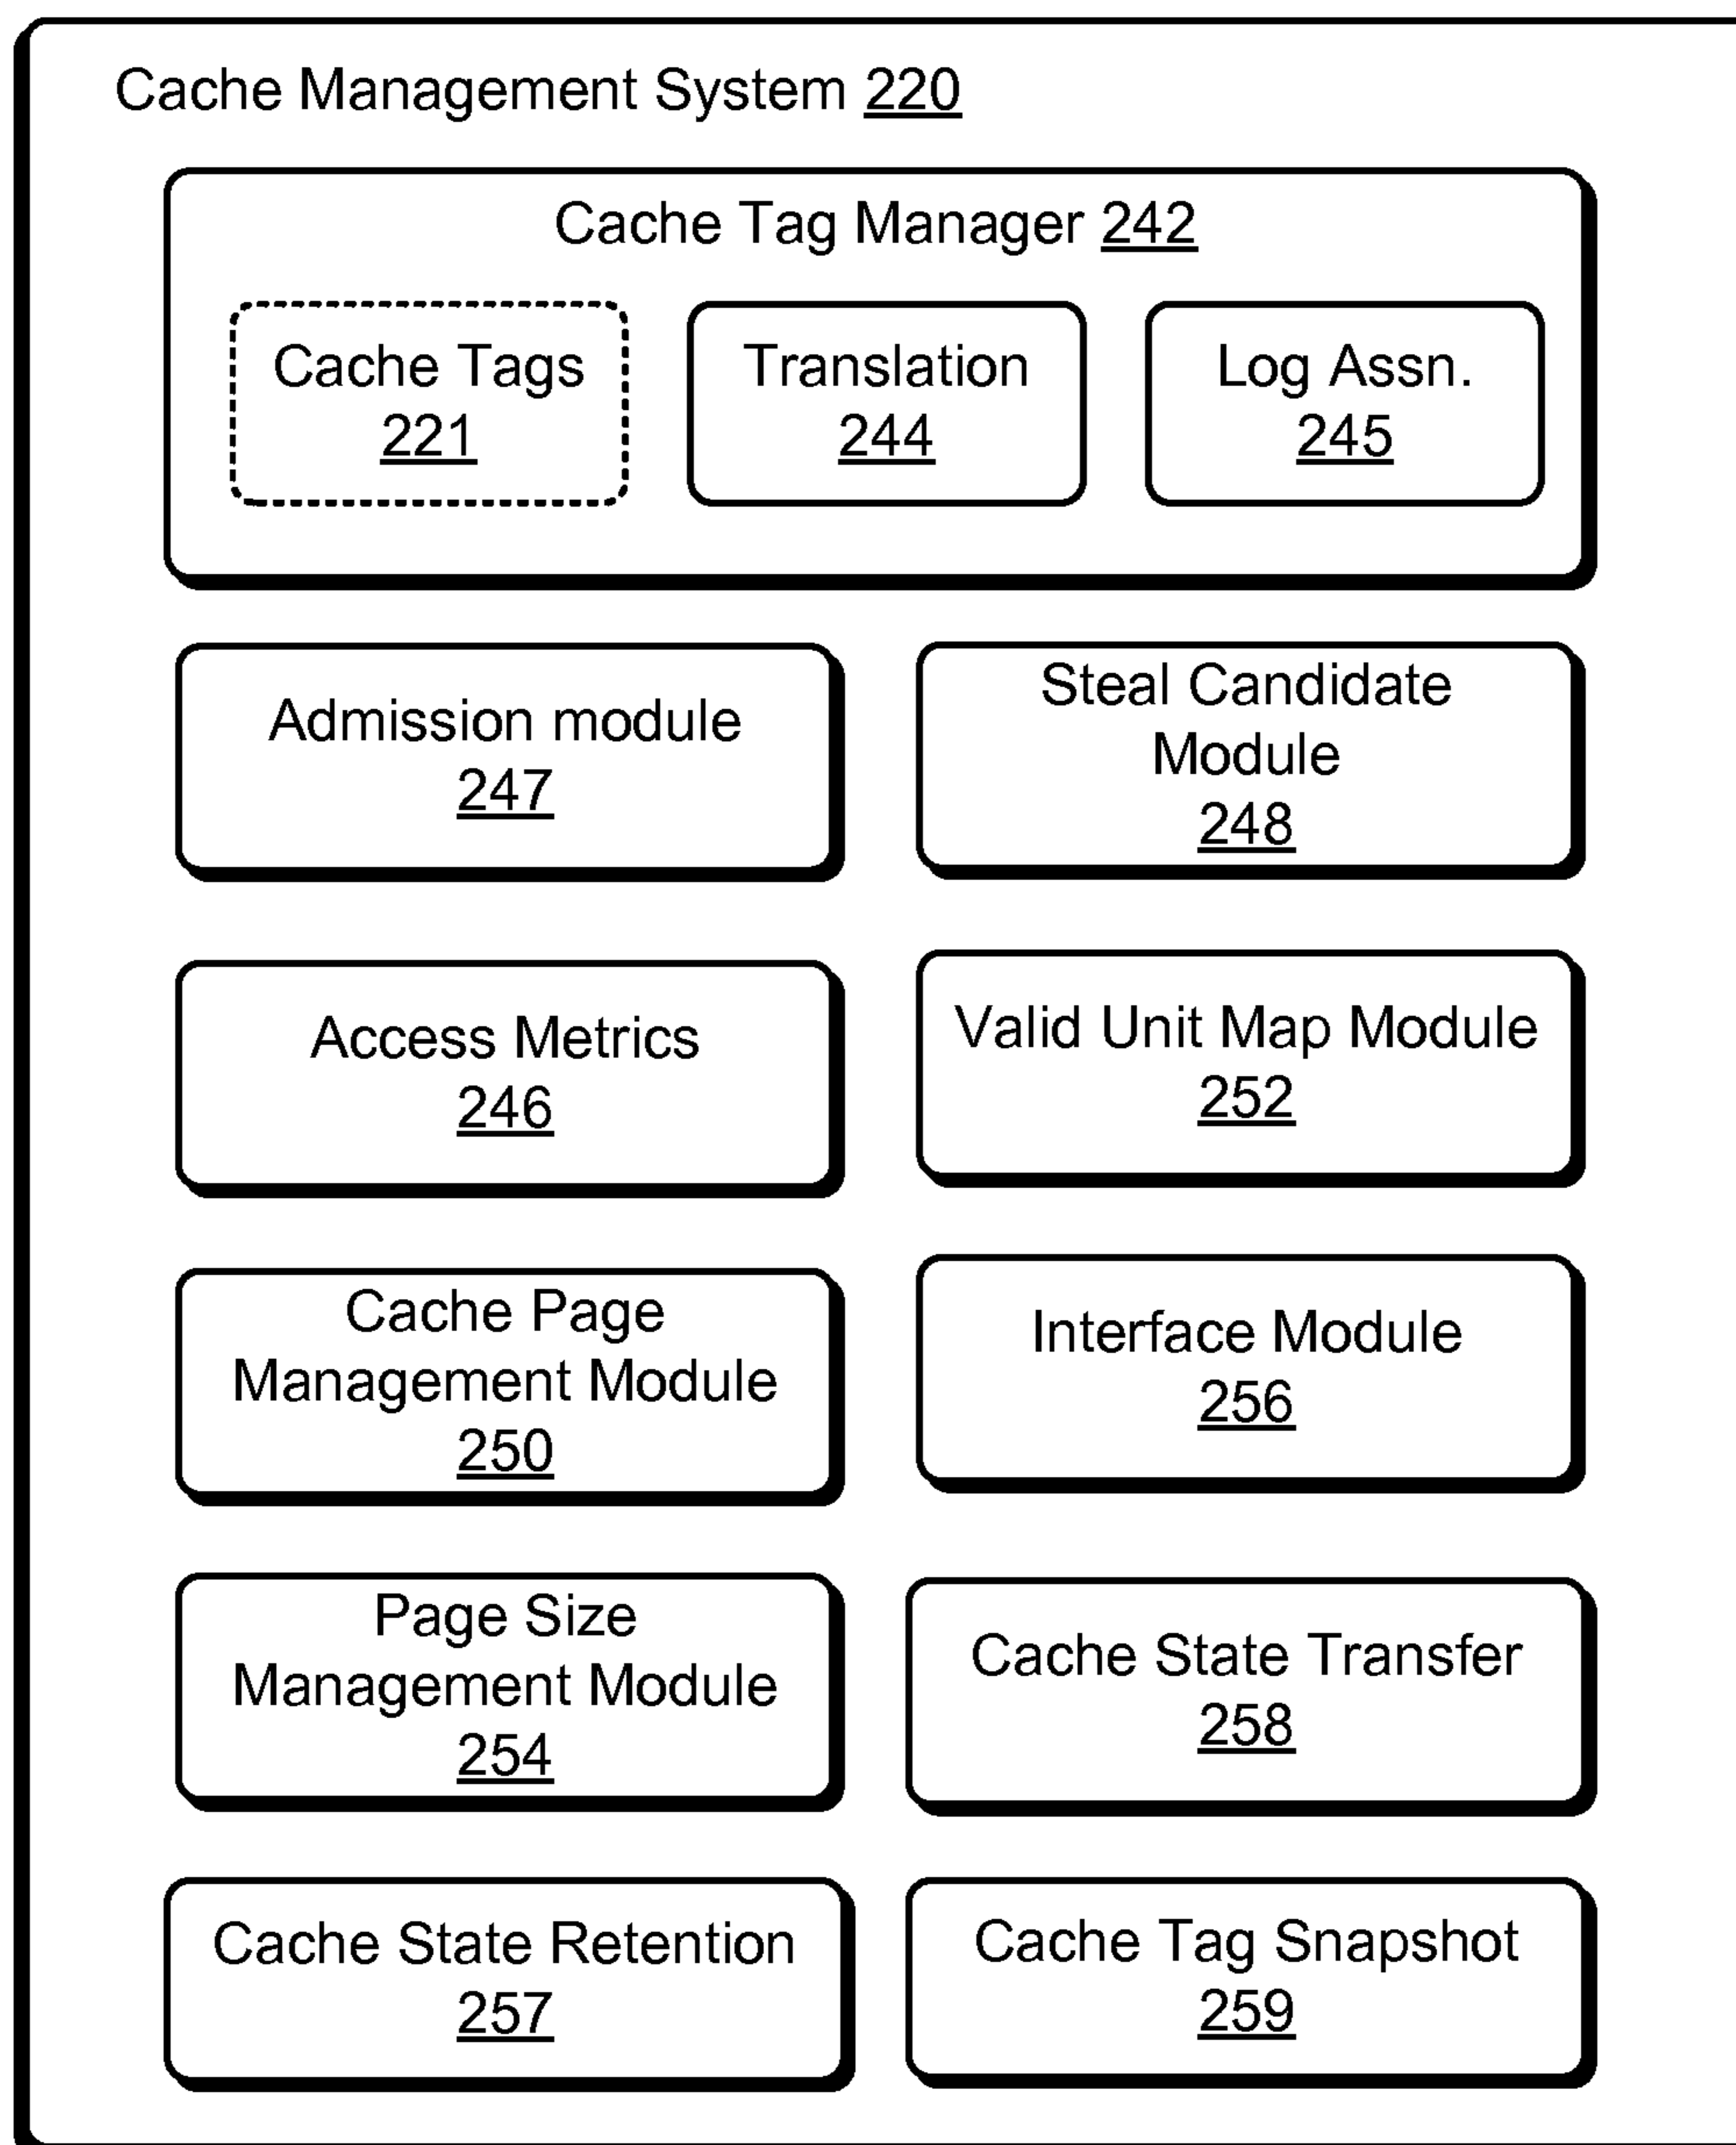 Cache Management System 220
Cache Tag Manager 242
Cache Tags
221
Translation
244
Log Assn.
245
Admission module
247
Steal Candidate
Module
248
Access Metrics
246
Valid Unit Map Module
252
Cache Page
Management Module
250
Interface Module
256
Page Size
Management Module
254
Cache State Transfer
258
Cache State Retention
257
Cache Tag Snapshot
259